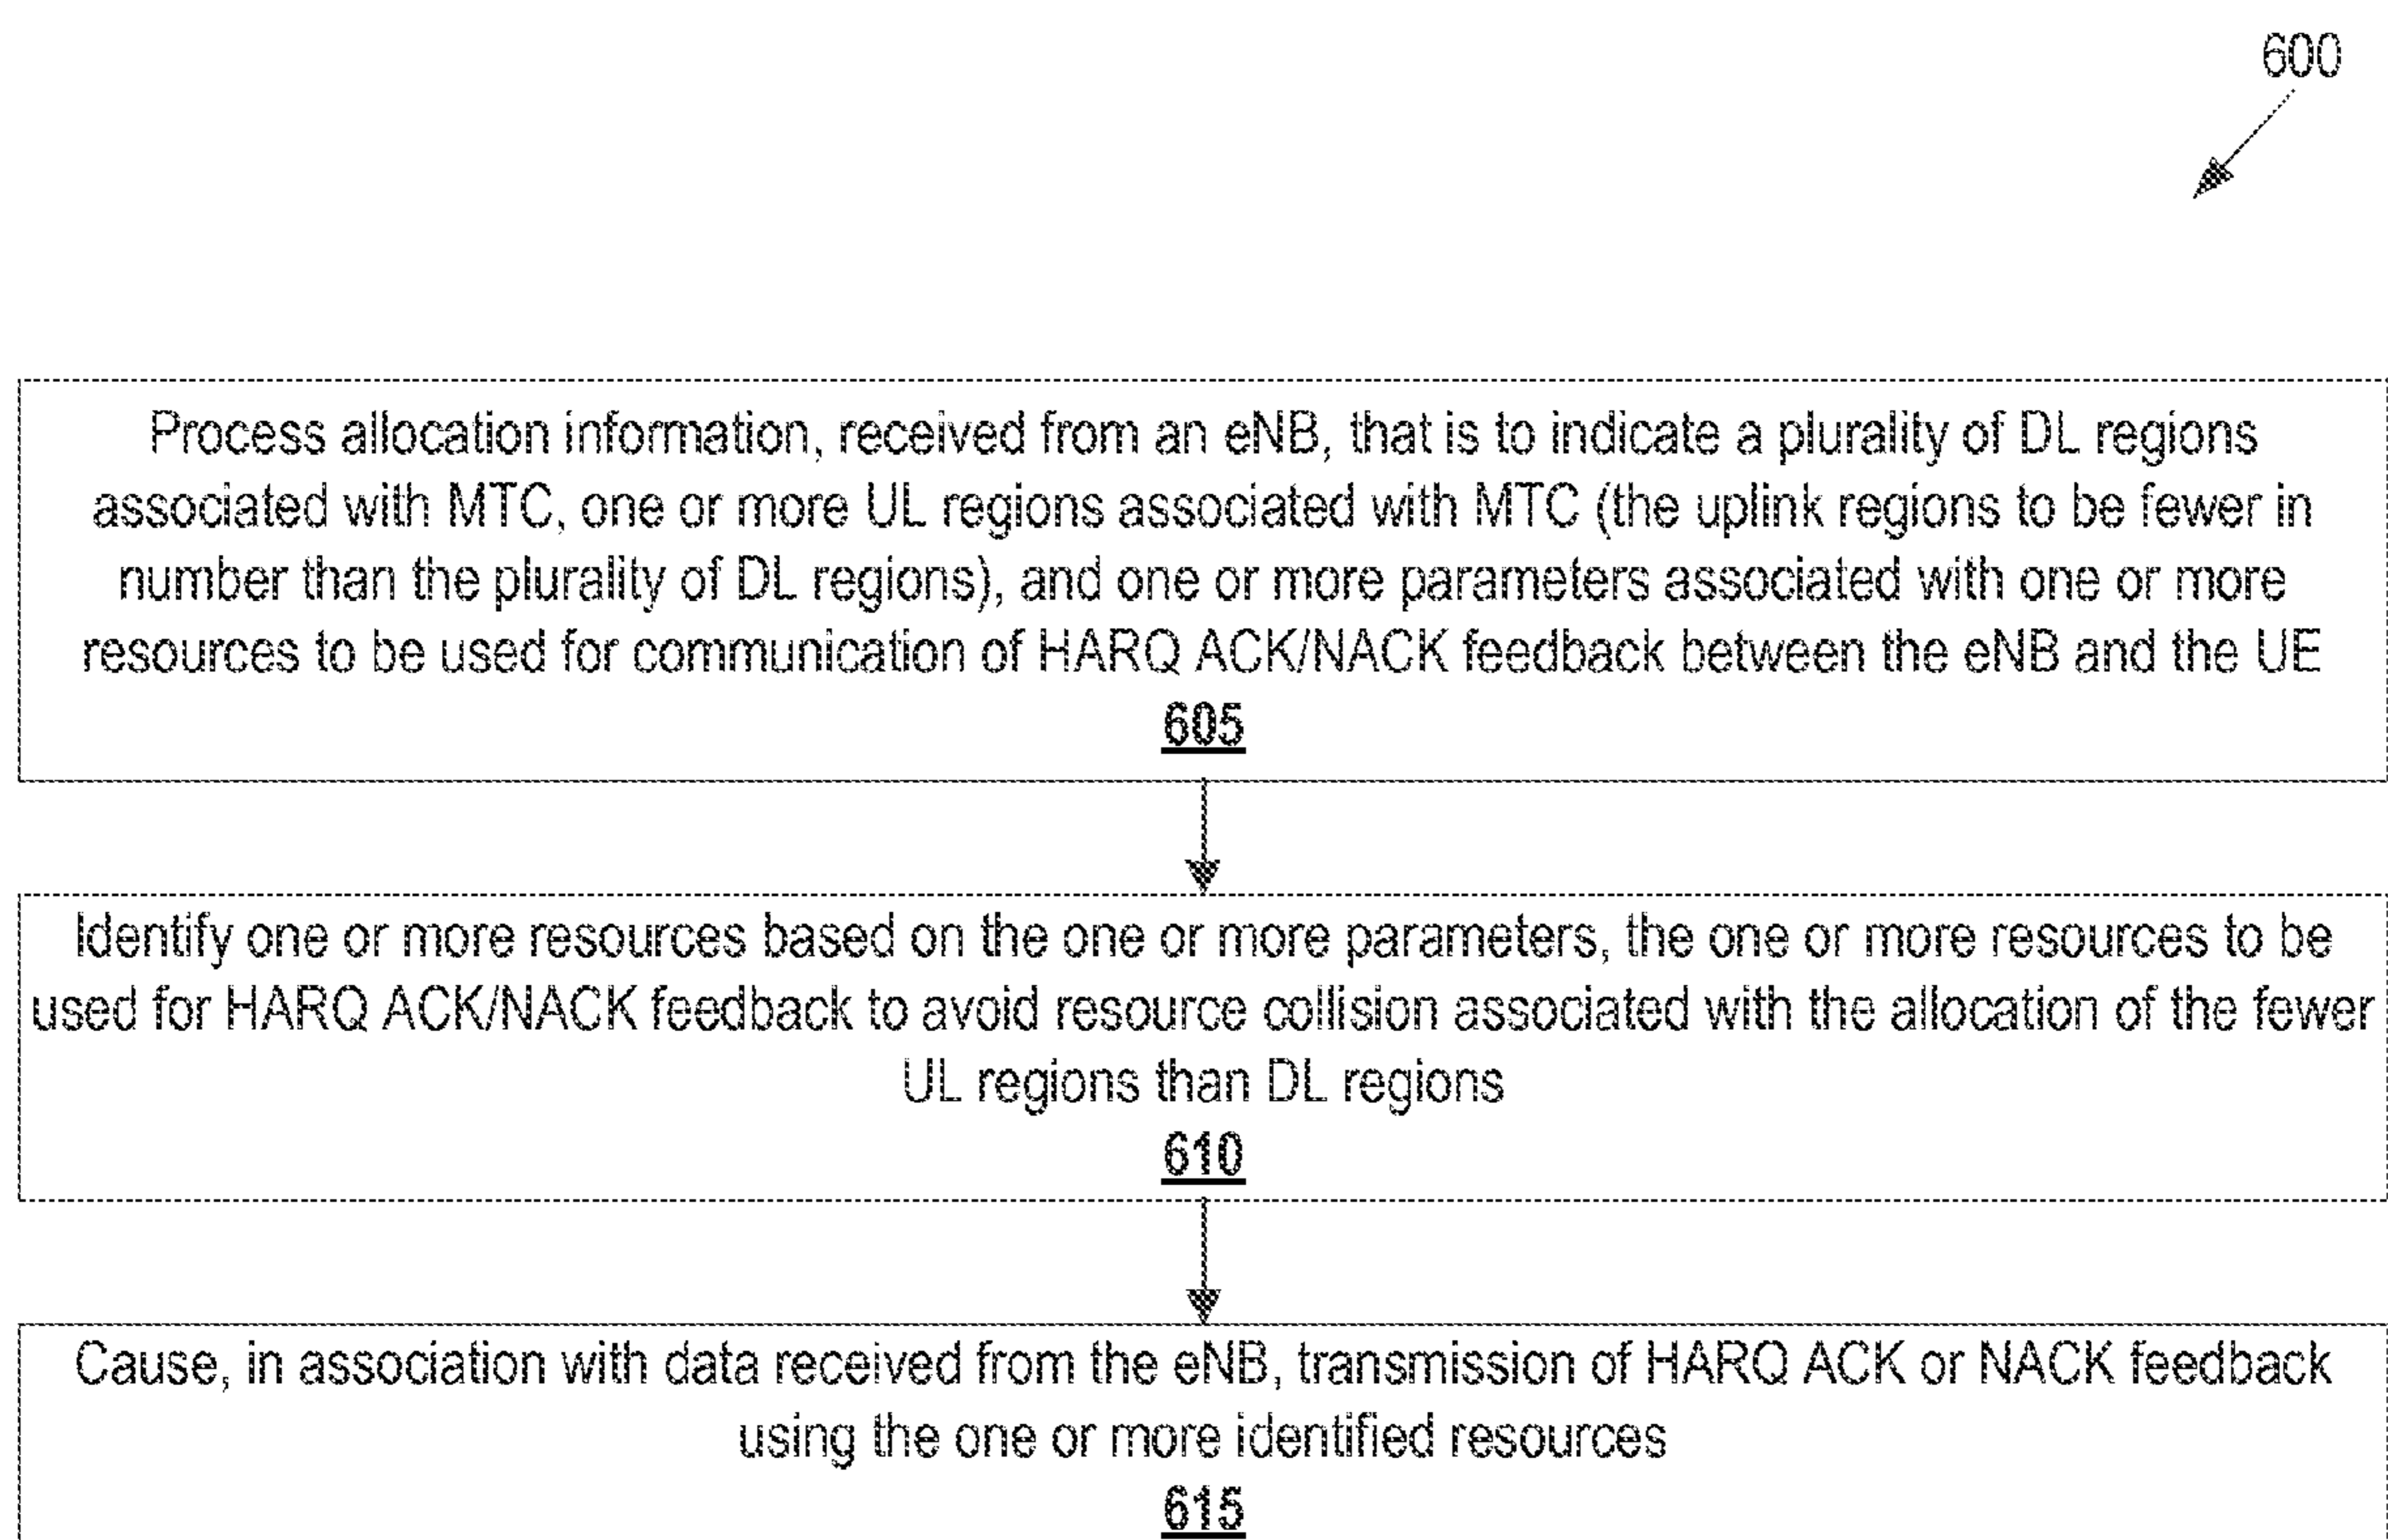 600
Process allocation information, received from an eNB, that is to indicate a plurality of DL regions
associated with MTC, one or more UL regions associated with MTC (the uplink regions to be fewer in
number than the plurality of DL regions), and one or more parameters associated with one or more
resources to be used for communication of HARQ ACK/NACK feedback between the eNB and the UE
605
Identify one or more resources based on the one or more parameters, the one or more resources to be
used for HARQ ACK/NACK feedback to avoid resource collision associated with the allocation of the fewer
UL regions than DL regions
610
Cause, in association with data received from the eNB, transmission of HARQ ACK or NACK feedback
using the one or more identified resources
615